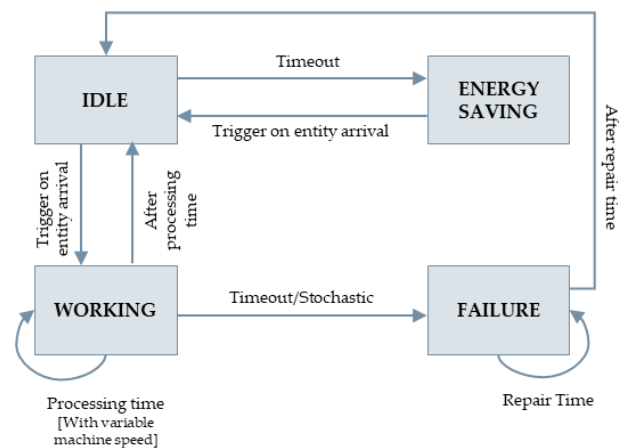 IDLE
Timeout
ENERGY
SAVING
Trigger on entity arrival
After repair time
Trigger on
entity arrival
After
processing
time
WORKING
Timeout/Stochastic
FAILURE
Processing time
[With variable
machine speed]
Repair Time